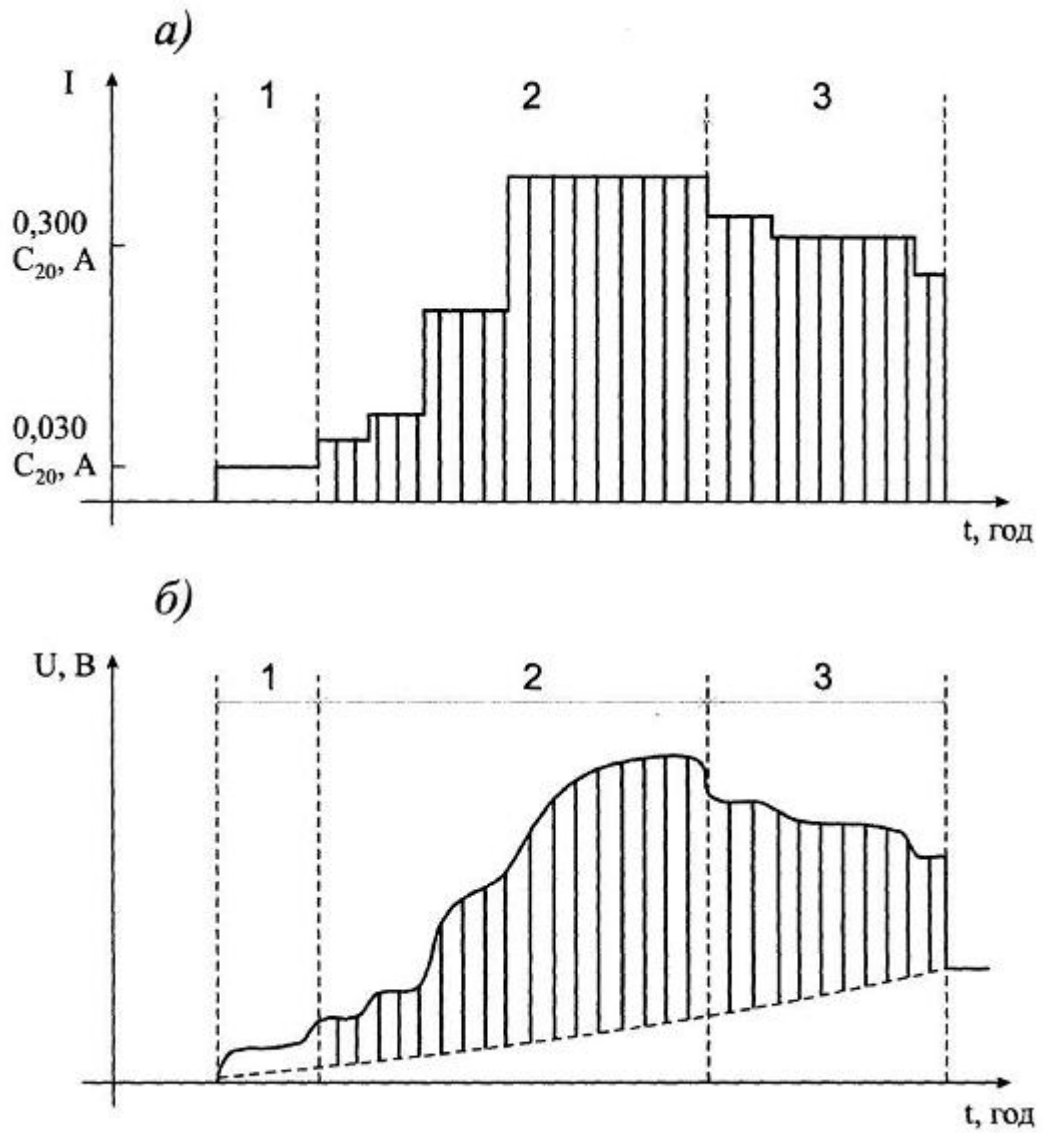 а)
I
1 2 3
0,300
C₂₀, А
0,030
C₂₀, А
t, год
б)
U, В
1 2 3
t, год